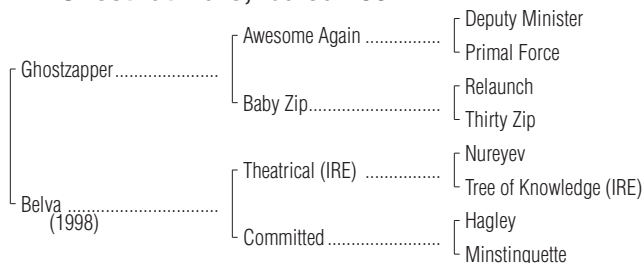 Deputy Minister
Awesome Again ..................
Primal Force
Ghostzapper.....................
Relaunch
Baby Zip...........................
Thirty Zip
Nureyev
Theatrical (IRE) ..................
Tree of Knowledge (IRE)
Belva ..............................
(1998)
Hagley
Committed .......................
Minstinguette